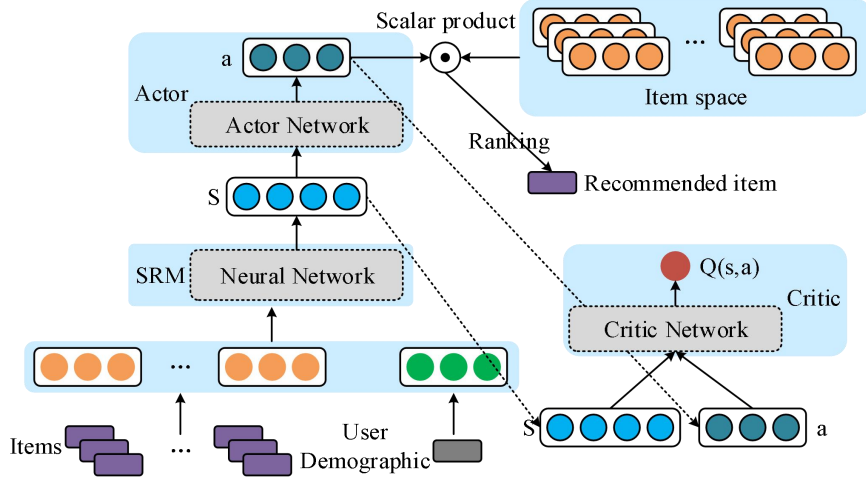 Scalar product
a
...
Actor
Item space
Actor Network
Ranking
S
Recommended item
SRM
Neural Network
Q(s,a)
Critic
Critic Network
...
Items
...
User
Demographic
S
a